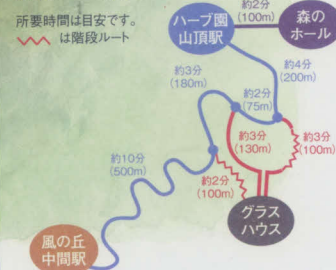 所要時間は目安です。
は階段ルート
ハーブ園
山頂駅
約2分
(100m)
森の
ホール
約3分
(180m)
約2分
(75m)
約4分
(200m)
約3分
(130m)
約3分
(100m)
約10分
(500m)
約2分
(100m)
グラス
ハウス
風の丘
中間駅